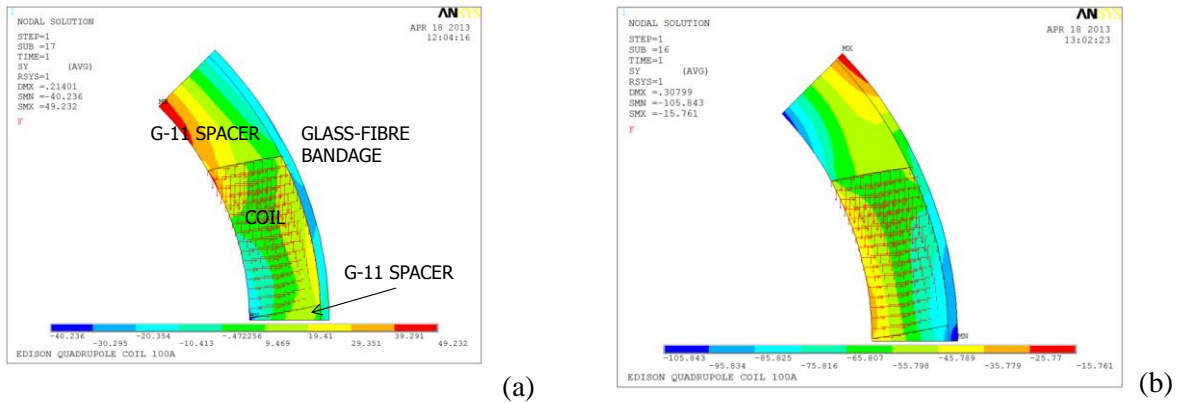 ANSYS
NODAL SOLUTION
APR 18 2013
12:04:16
STEP=1
SUB =17
TIME=1
SY (AVG)
RSYS=1
DMX =.21401
SMN =-40.236
SMX =49.232
F
G-11 SPACER
GLASS-FIBRE
BANDAGE
COIL
G-11 SPACER
MN
-40.236 -20.354 -.472256 19.41 39.291
-30.295 -10.413 9.469 29.351 49.232
EDISON QUADRUPOLE COIL 100A
(a)
1
ANSYS
NODAL SOLUTION
APR 18 2013
13:02:23
STEP=1
SUB =16
TIME=1
SY (AVG)
RSYS=1
DMX =.30799
SMN =-105.843
SMX =-15.761
F
MX
MN
-105.843 -85.825 -65.807 -45.789 -25.77
-95.834 -75.816 -55.798 -35.779 -15.761
EDISON QUADRUPOLE COIL 100A
(b)